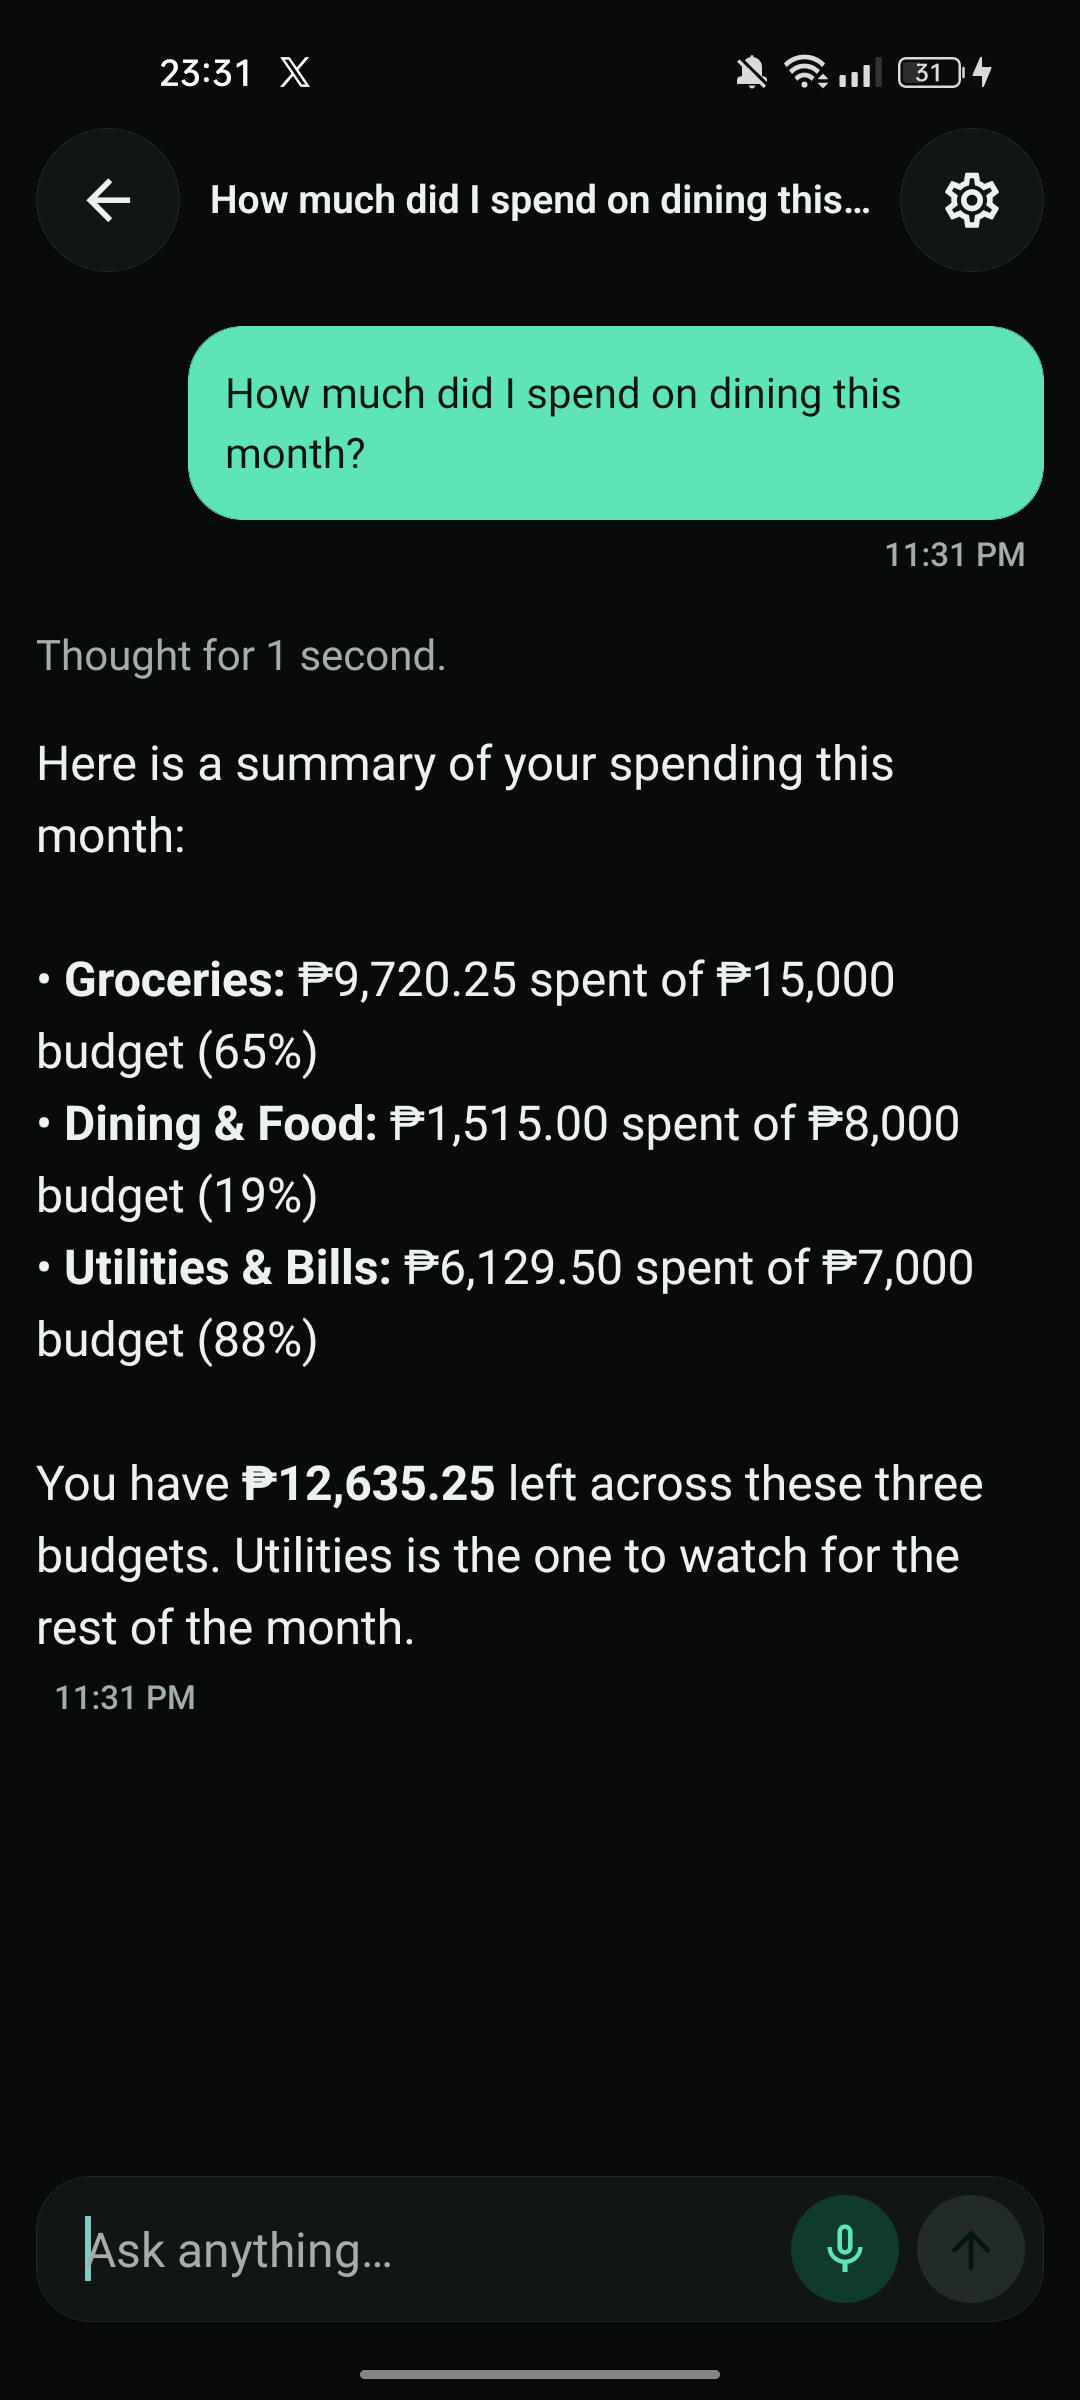 23:31
31
How much did I spend on dining this...
How much did I spend on dining this
month?
11:31 PM
Thought for 1 second.
Here is a summary of your spending this
month:
• Groceries: ₱9,720.25 spent of ₱15,000
budget (65%)
• Dining & Food: ₱1,515.00 spent of ₱8,000
budget (19%)
• Utilities & Bills: ₱6,129.50 spent of ₱7,000
budget (88%)
You have ₱12,635.25 left across these three
budgets. Utilities is the one to watch for the
rest of the month.
11:31 PM
Ask anything...